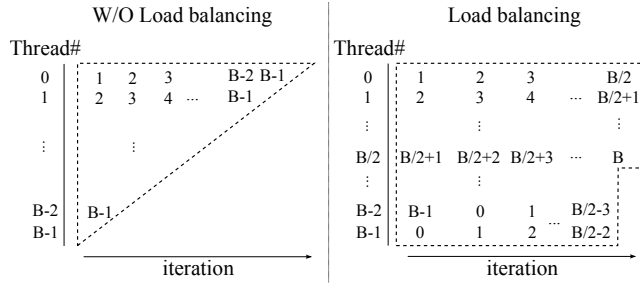 W/O Load balancing
Thread#
0 1 2 3 B-2 B-1
1 2 3 4 ... B-1
⋮ ⋮
B-2 B-1
B-1
iteration
Load balancing
Thread#
0 1 2 3 B/2
1 2 3 4 ... B/2+1
⋮ ⋮ ⋮
B/2 B/2+1 B/2+2 B/2+3 ... B
⋮ ⋮
B-2 B-1 0 1 B/2-3
B-1 0 1 2 ... B/2-2
iteration